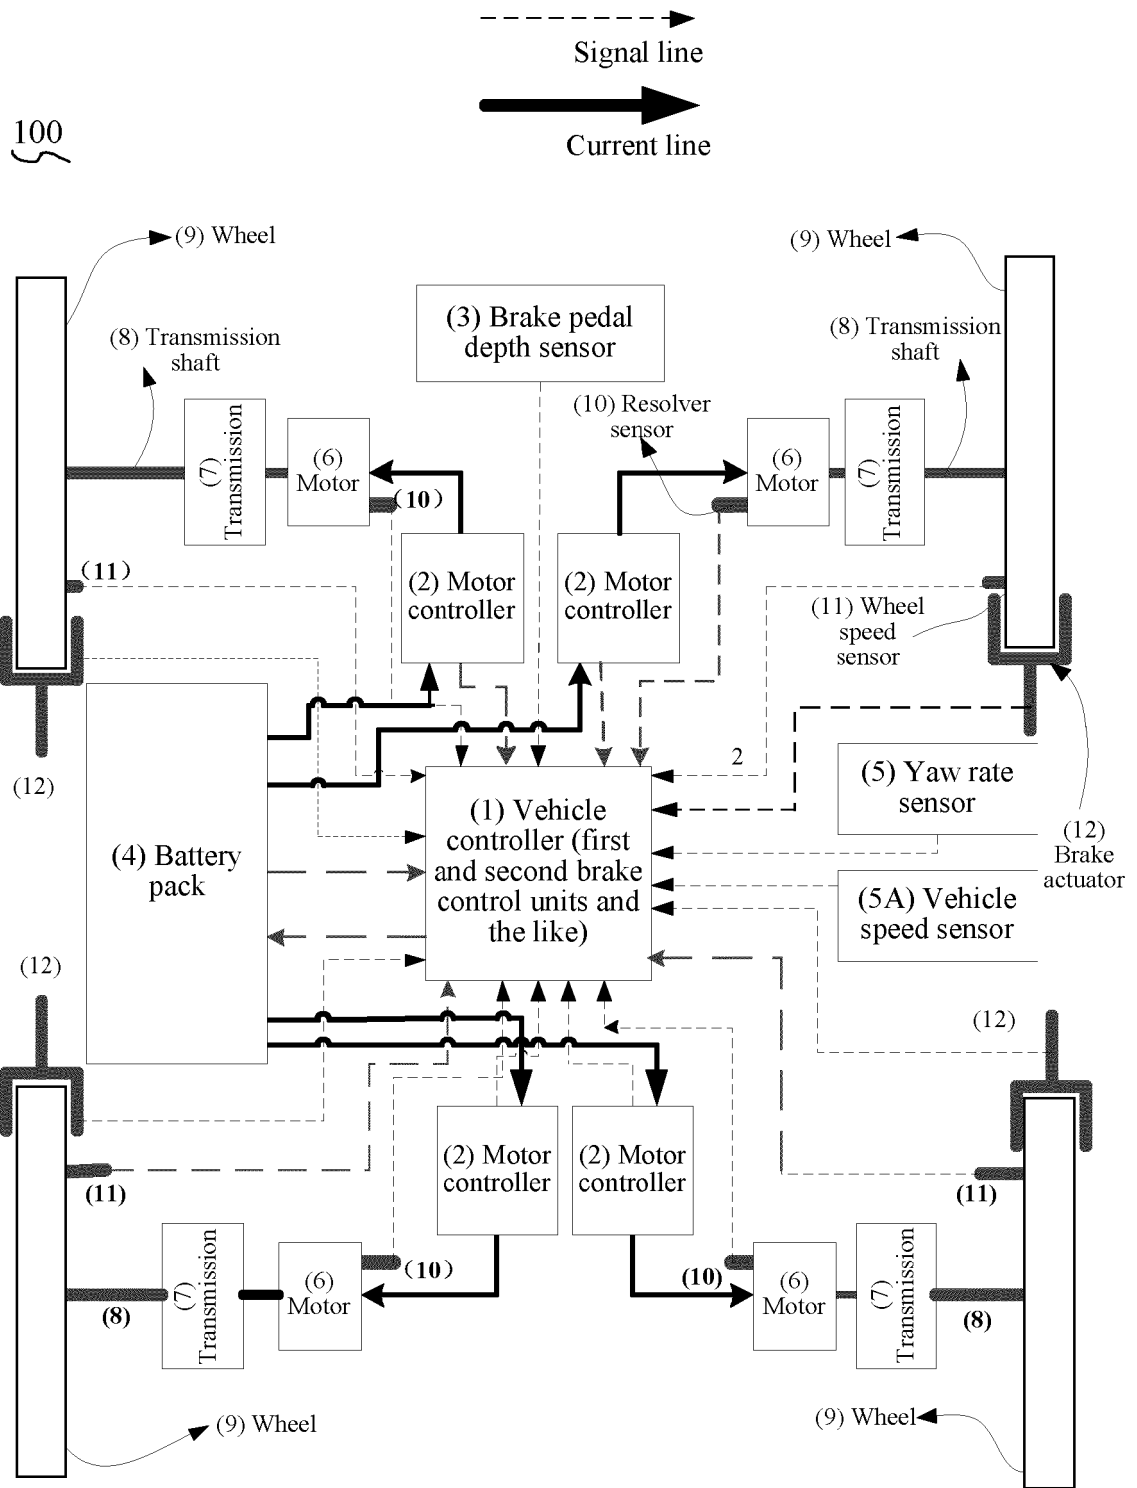 Signal line
Current line
100
(9) Wheel
(9) Wheel
(3) Brake pedal
depth sensor
(8) Transmission
shaft
(8) Transmission
shaft
(10) Resolver
sensor
(7)
Transmission
(6)
Motor
(10)
(6)
Motor
(7)
Transmission
(11)
(2) Motor
controller
(2) Motor
controller
(11) Wheel
speed
sensor
(12)
2
(5) Yaw rate
sensor
(1) Vehicle
controller (first
and second brake
control units and
the like)
(4) Battery
pack
(12)
Brake
actuator
(5A) Vehicle
speed sensor
(12)
(12)
(2) Motor
controller
(2) Motor
controller
(11)
(11)
(7)
Transmission
(6)
Motor
(10)
(10)
(6)
Motor
(7)
Transmission
(8)
(8)
(9) Wheel
(9) Wheel